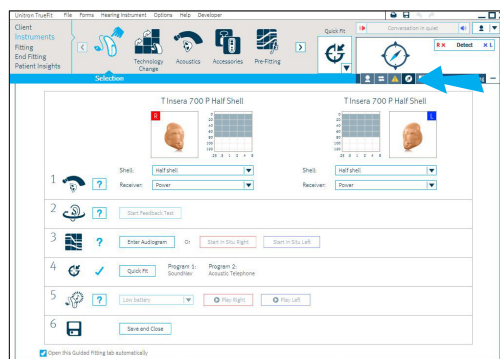 Unitron TrueFit File Forms Hearing Instrument Options Help Developer
Client
Instruments
Fitting
End Fitting
Patient Insights
Technology Change
Acoustics
Accessories
Pre-Fitting
Quick Fit
Conversation in quiet
R X Detect X L
Selection
T Insera 700 P Half Shell
T Insera 700 P Half Shell
R
L
Shell: Half shell
Shell: Half shell
Receiver: Power
Receiver: Power
1 ?
2 ? Start Feedback Test
3 ? Enter Audiogram Or Start In Situ Right Start In Situ Left
4 Quick Fit Program 1: SoundNav Program 2: Acoustic Telephone
5 ? Low battery Play Right Play Left
6 Save and Close
Open this Guided Fitting tab automatically